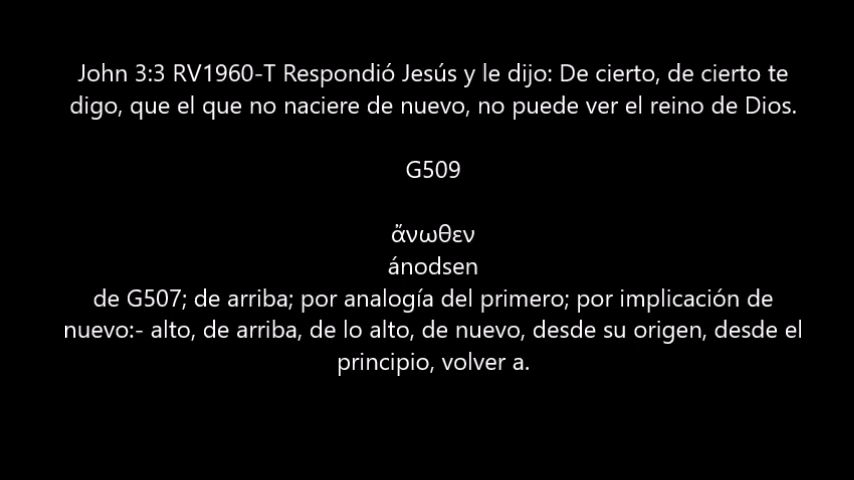 John 3:3 RV1960-T Respondió Jesús y le dijo: De cierto, de cierto te
digo, que el que no naciere de nuevo, no puede ver el reino de Dios.
G509
ἄνωθεν
ánodsen
de G507; de arriba; por analogía del primero; por implicación de
nuevo:- alto, de arriba, de lo alto, de nuevo, desde su origen, desde el
principio, volver a.